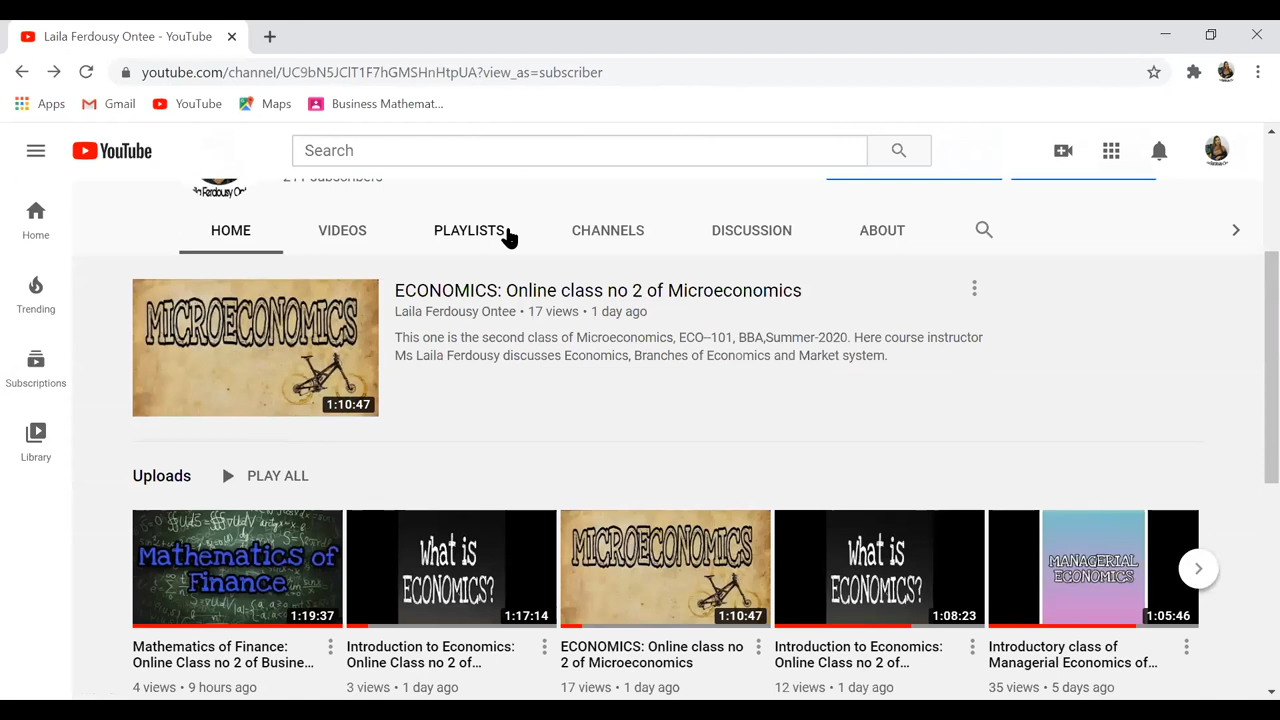 Laila Ferdousy Ontee - YouTube
youtube.com/channel/UC9bN5JClT1F7hGMSHnHtpUA?view_as=subscriber
Apps Gmail YouTube Maps Business Mathemat...
YouTube Search
HOME VIDEOS PLAYLISTS CHANNELS DISCUSSION ABOUT
Home
Trending
Subscriptions
Library
MICROECONOMICS
1:10:47
ECONOMICS: Online class no 2 of Microeconomics
Laila Ferdousy Ontee • 17 views • 1 day ago
This one is the second class of Microeconomics, ECO--101, BBA,Summer-2020. Here course instructor
Ms Laila Ferdousy discusses Economics, Branches of Economics and Market system.
Uploads PLAY ALL
Mathematics of
Finance
1:19:37
Mathematics of Finance:
Online Class no 2 of Busine...
4 views • 9 hours ago
What is
ECONOMICS?
1:17:14
Introduction to Economics:
Online Class no 2 of...
3 views • 1 day ago
MICROECONOMICS
1:10:47
ECONOMICS: Online class no
2 of Microeconomics
17 views • 1 day ago
What is
ECONOMICS?
1:08:23
Introduction to Economics:
Online Class no 2 of...
12 views • 1 day ago
MANAGERIAL
ECONOMICS
1:05:46
Introductory class of
Managerial Economics of...
35 views • 5 days ago